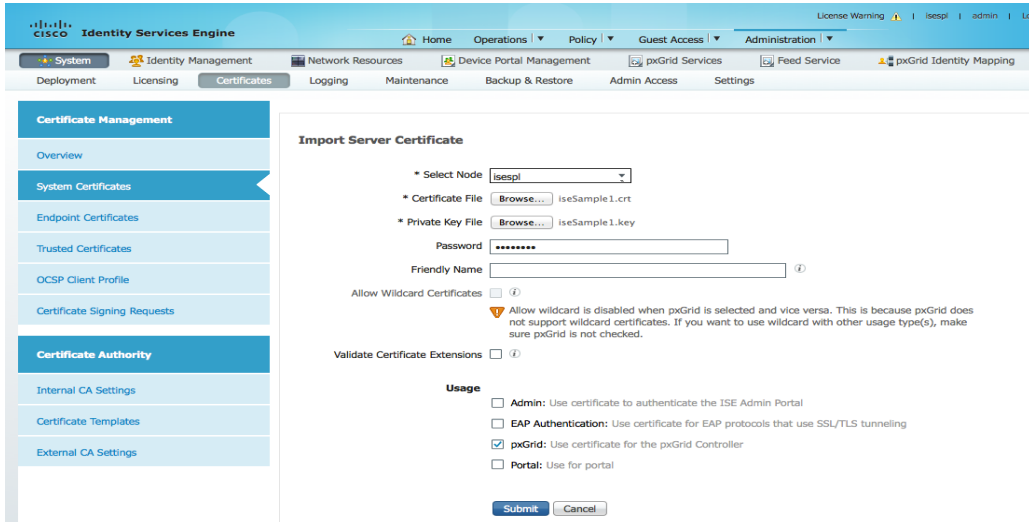 License Warning | isespl | admin |
CISCO Identity Services Engine
Home Operations | Policy | Guest Access | Administration |
System Identity Management Network Resources Device Portal Management pxGrid Services Feed Service pxGrid Identity Mapping
Deployment Licensing Certificates Logging Maintenance Backup & Restore Admin Access Settings
Certificate Management
Overview
System Certificates
Endpoint Certificates
Trusted Certificates
OCSP Client Profile
Certificate Signing Requests
Certificate Authority
Internal CA Settings
Certificate Templates
External CA Settings
Import Server Certificate
* Select Node isespl
* Certificate File Browse... iseSample1.crt
* Private Key File Browse... iseSample1.key
Password ••••••••
Friendly Name
Allow Wildcard Certificates
Allow wildcard is disabled when pxGrid is selected and vice versa. This is because pxGrid does
not support wildcard certificates. If you want to use wildcard with other usage type(s), make
sure pxGrid is not checked.
Validate Certificate Extensions
Usage
Admin: Use certificate to authenticate the ISE Admin Portal
EAP Authentication: Use certificate for EAP protocols that use SSL/TLS tunneling
pxGrid: Use certificate for the pxGrid Controller
Portal: Use for portal
Submit Cancel